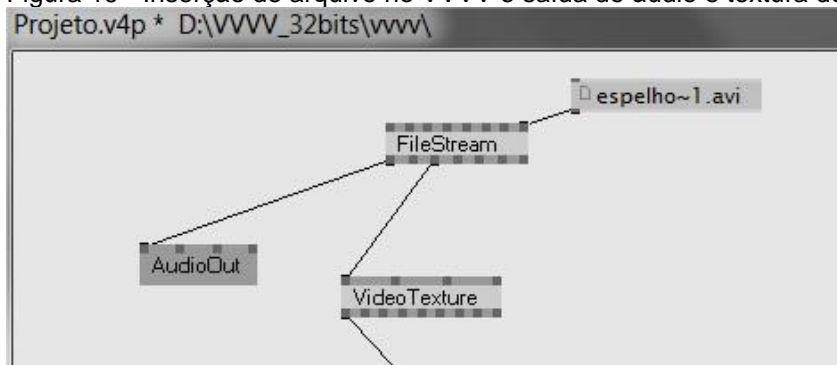 Projeto.v4p * D:\VVVV_32bits\vvvv\
espelho~1.avi
FileStream
AudioOut
VideoTexture